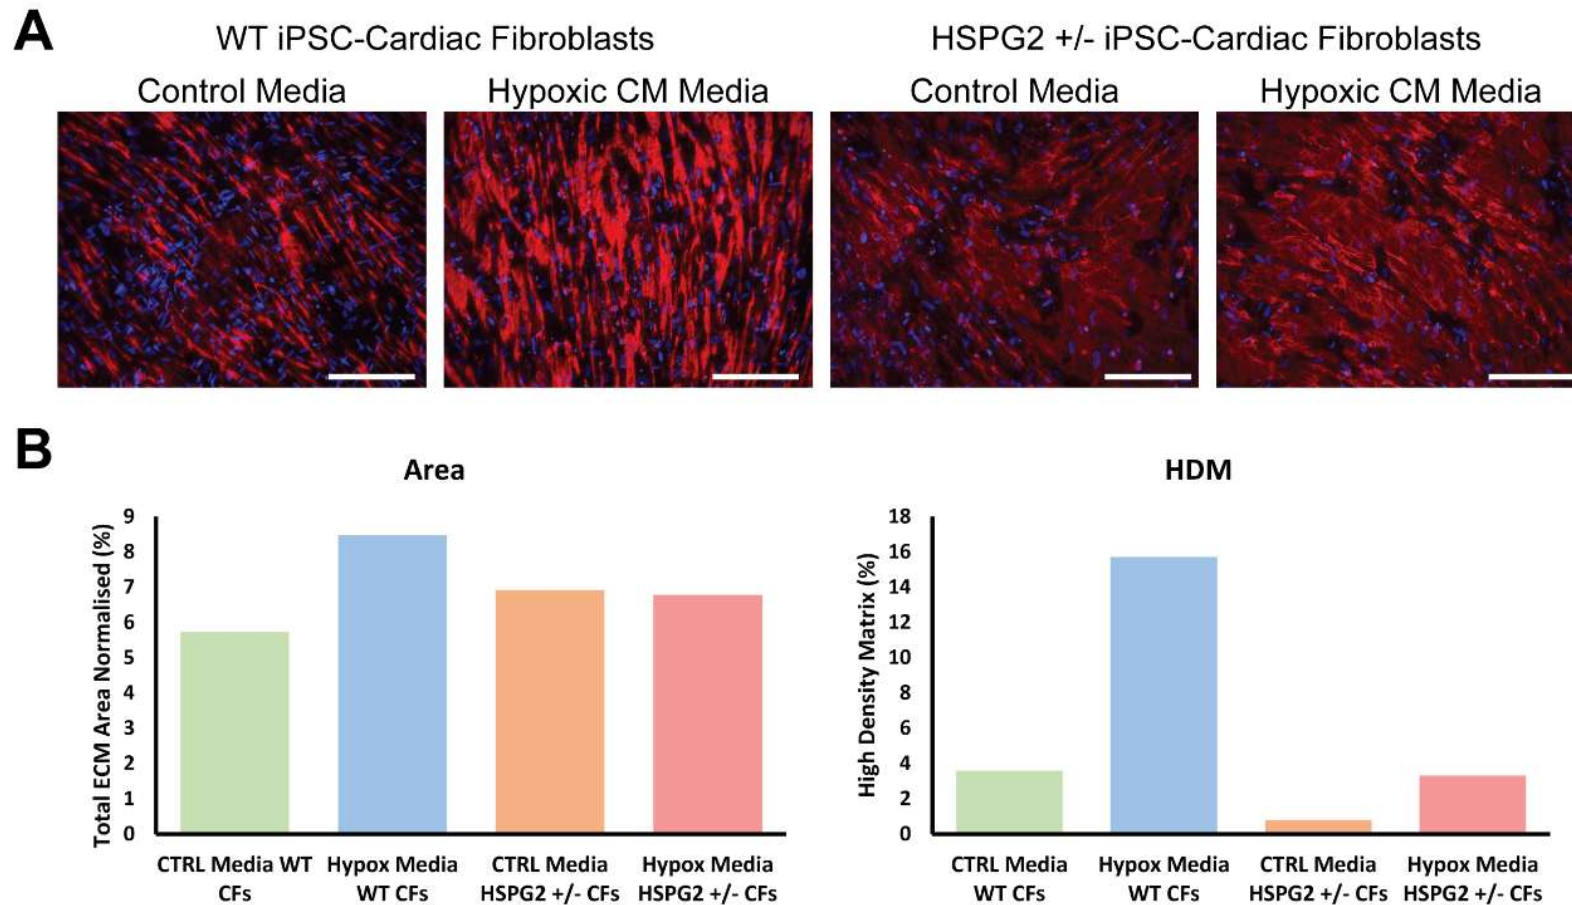 A
WT iPSC-Cardiac Fibroblasts
HSPG2 +/- iPSC-Cardiac Fibroblasts
Control Media
Hypoxic CM Media
Control Media
Hypoxic CM Media
B
Area
Total ECM Area Normalised (%)
9
8
7
6
5
4
3
2
1
0
CTRL Media WT
CFs
Hypox Media
WT CFs
CTRL Media
HSPG2 +/- CFs
Hypox Media
HSPG2 +/- CFs
HDM
High Density Matrix (%)
18
16
14
12
10
8
6
4
2
0
CTRL Media
WT CFs
Hypox Media
WT CFs
CTRL Media
HSPG2 +/- CFs
Hypox Media
HSPG2 +/- CFs